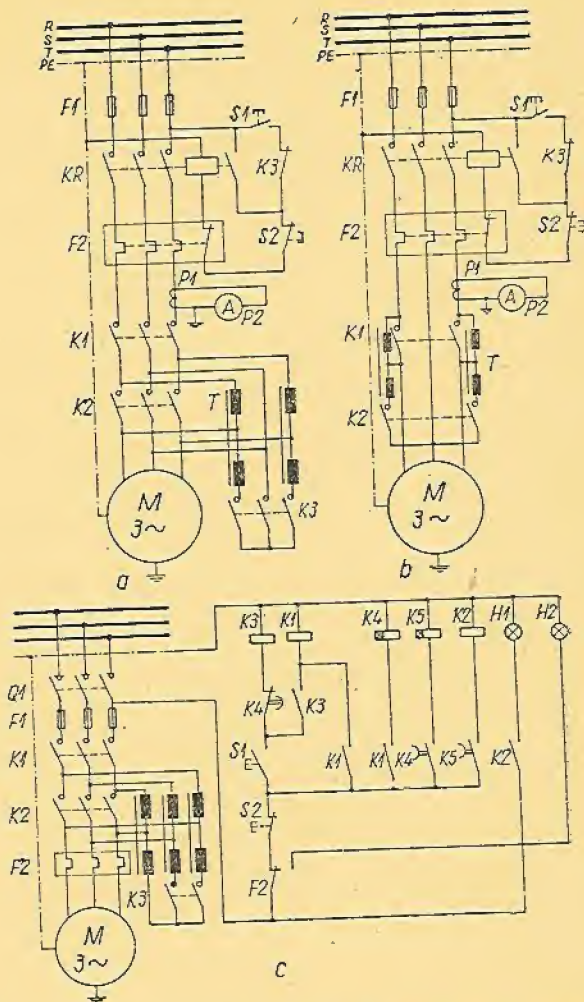 R
S
T
PE
F1
S1
KR
K3
F2
S2
P1
A
P2
K1
K2
T
K3
M
3~
a
R
S
T
PE
F1
S1
KR
K3
F2
S2
P1
A
P2
K1
T
K2
M
3~
b
K3
K1
K4
K5
K2
H1
H2
Q1
F1
K4
K3
K1
S1
E
K1
K1
K4
K5
K2
K2
S2
E
F2
F2
K3
M
3~
c